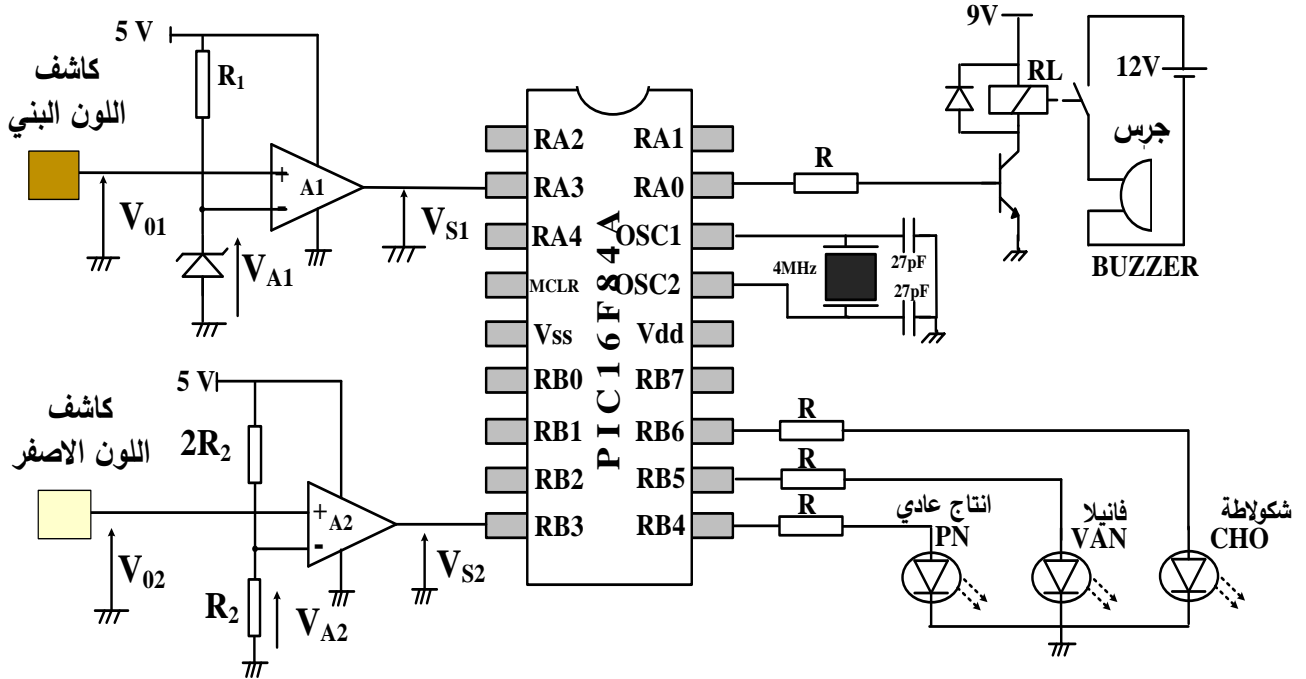 5 V
كاشف
اللون البني
R1
+
-
A1
V01
VA1
VS1
5 V
كاشف
اللون الاصفر
2R2
+
-
A2
V02
R2
VA2
VS2
PIC16F84A
RA2
RA3
RA4
MCLR
Vss
RB0
RB1
RB2
RB3
RA1
RA0
OSC1
OSC2
Vdd
RB7
RB6
RB5
RB4
R
9V
RL
12V
جرس
BUZZER
4MHz
27pF
27pF
R
R
R
انتاج عادي
PN
فانيلا
VAN
شكولاطة
CHO